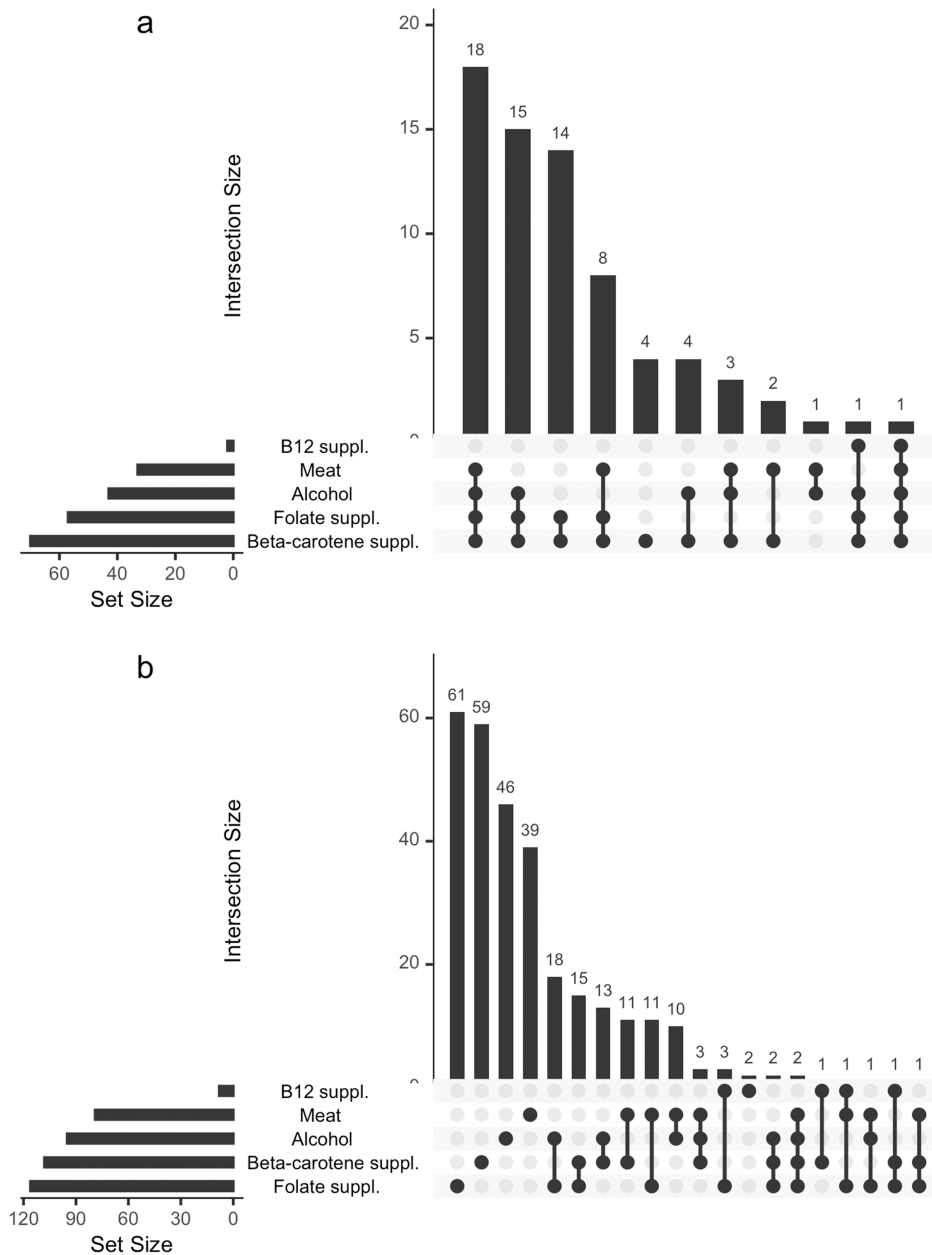 a
20
18
15
15
14
Intersection Size
10
8
5
4 4
3
2
1 1 1
0
B12 suppl.
Meat
Alcohol
Folate suppl.
Beta-carotene suppl.
60 40 20 0
Set Size
b
61
59
60
46
40
39
Intersection Size
20
18
15
13
11 11
10
3 3
2 2 2
1 1 1 1 1
0
B12 suppl.
Meat
Alcohol
Beta-carotene suppl.
Folate suppl.
120 90 60 30 0
Set Size